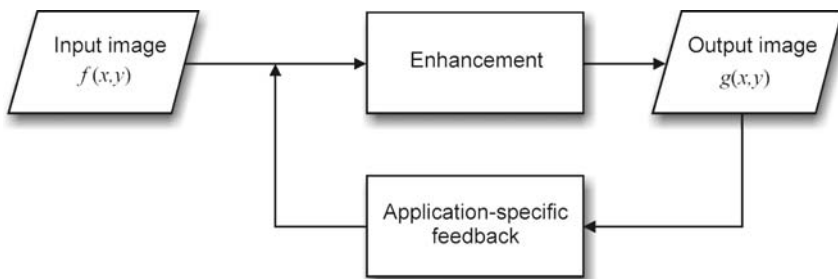 Input image
f(x,y)
Enhancement
Output image
g(x,y)
Application-specific
feedback